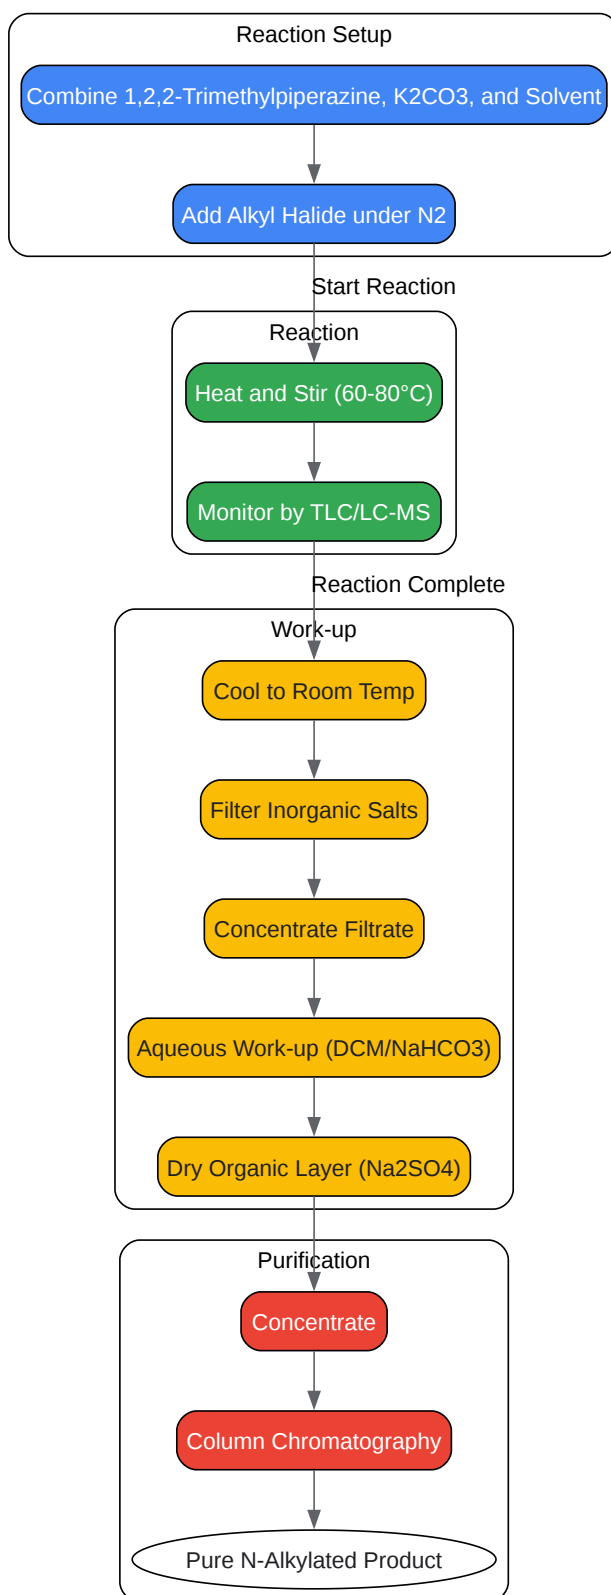 Reaction Setup
Combine 1,2,2-Trimethylpiperazine, K2CO3, and Solvent
Add Alkyl Halide under N2
Start Reaction
Reaction
Heat and Stir (60-80°C)
Monitor by TLC/LC-MS
Reaction Complete
Work-up
Cool to Room Temp
Filter Inorganic Salts
Concentrate Filtrate
Aqueous Work-up (DCM/NaHCO3)
Dry Organic Layer (Na2SO4)
Purification
Concentrate
Column Chromatography
Pure N-Alkylated Product